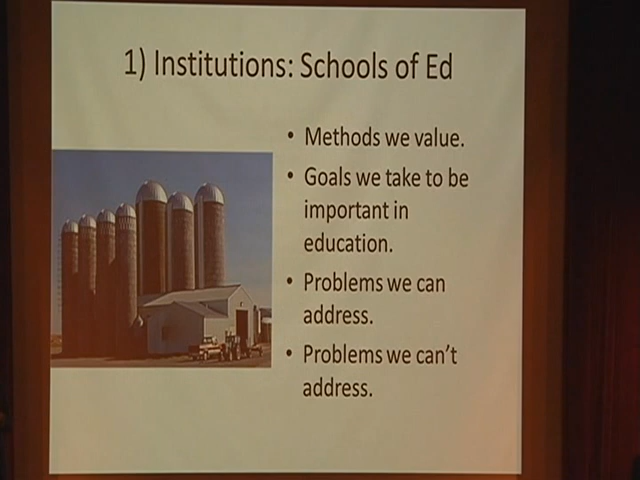 1) Institutions: Schools of Ed
• Methods we value.
• Goals we take to be
important in
education.
• Problems we can
address.
• Problems we can't
address.